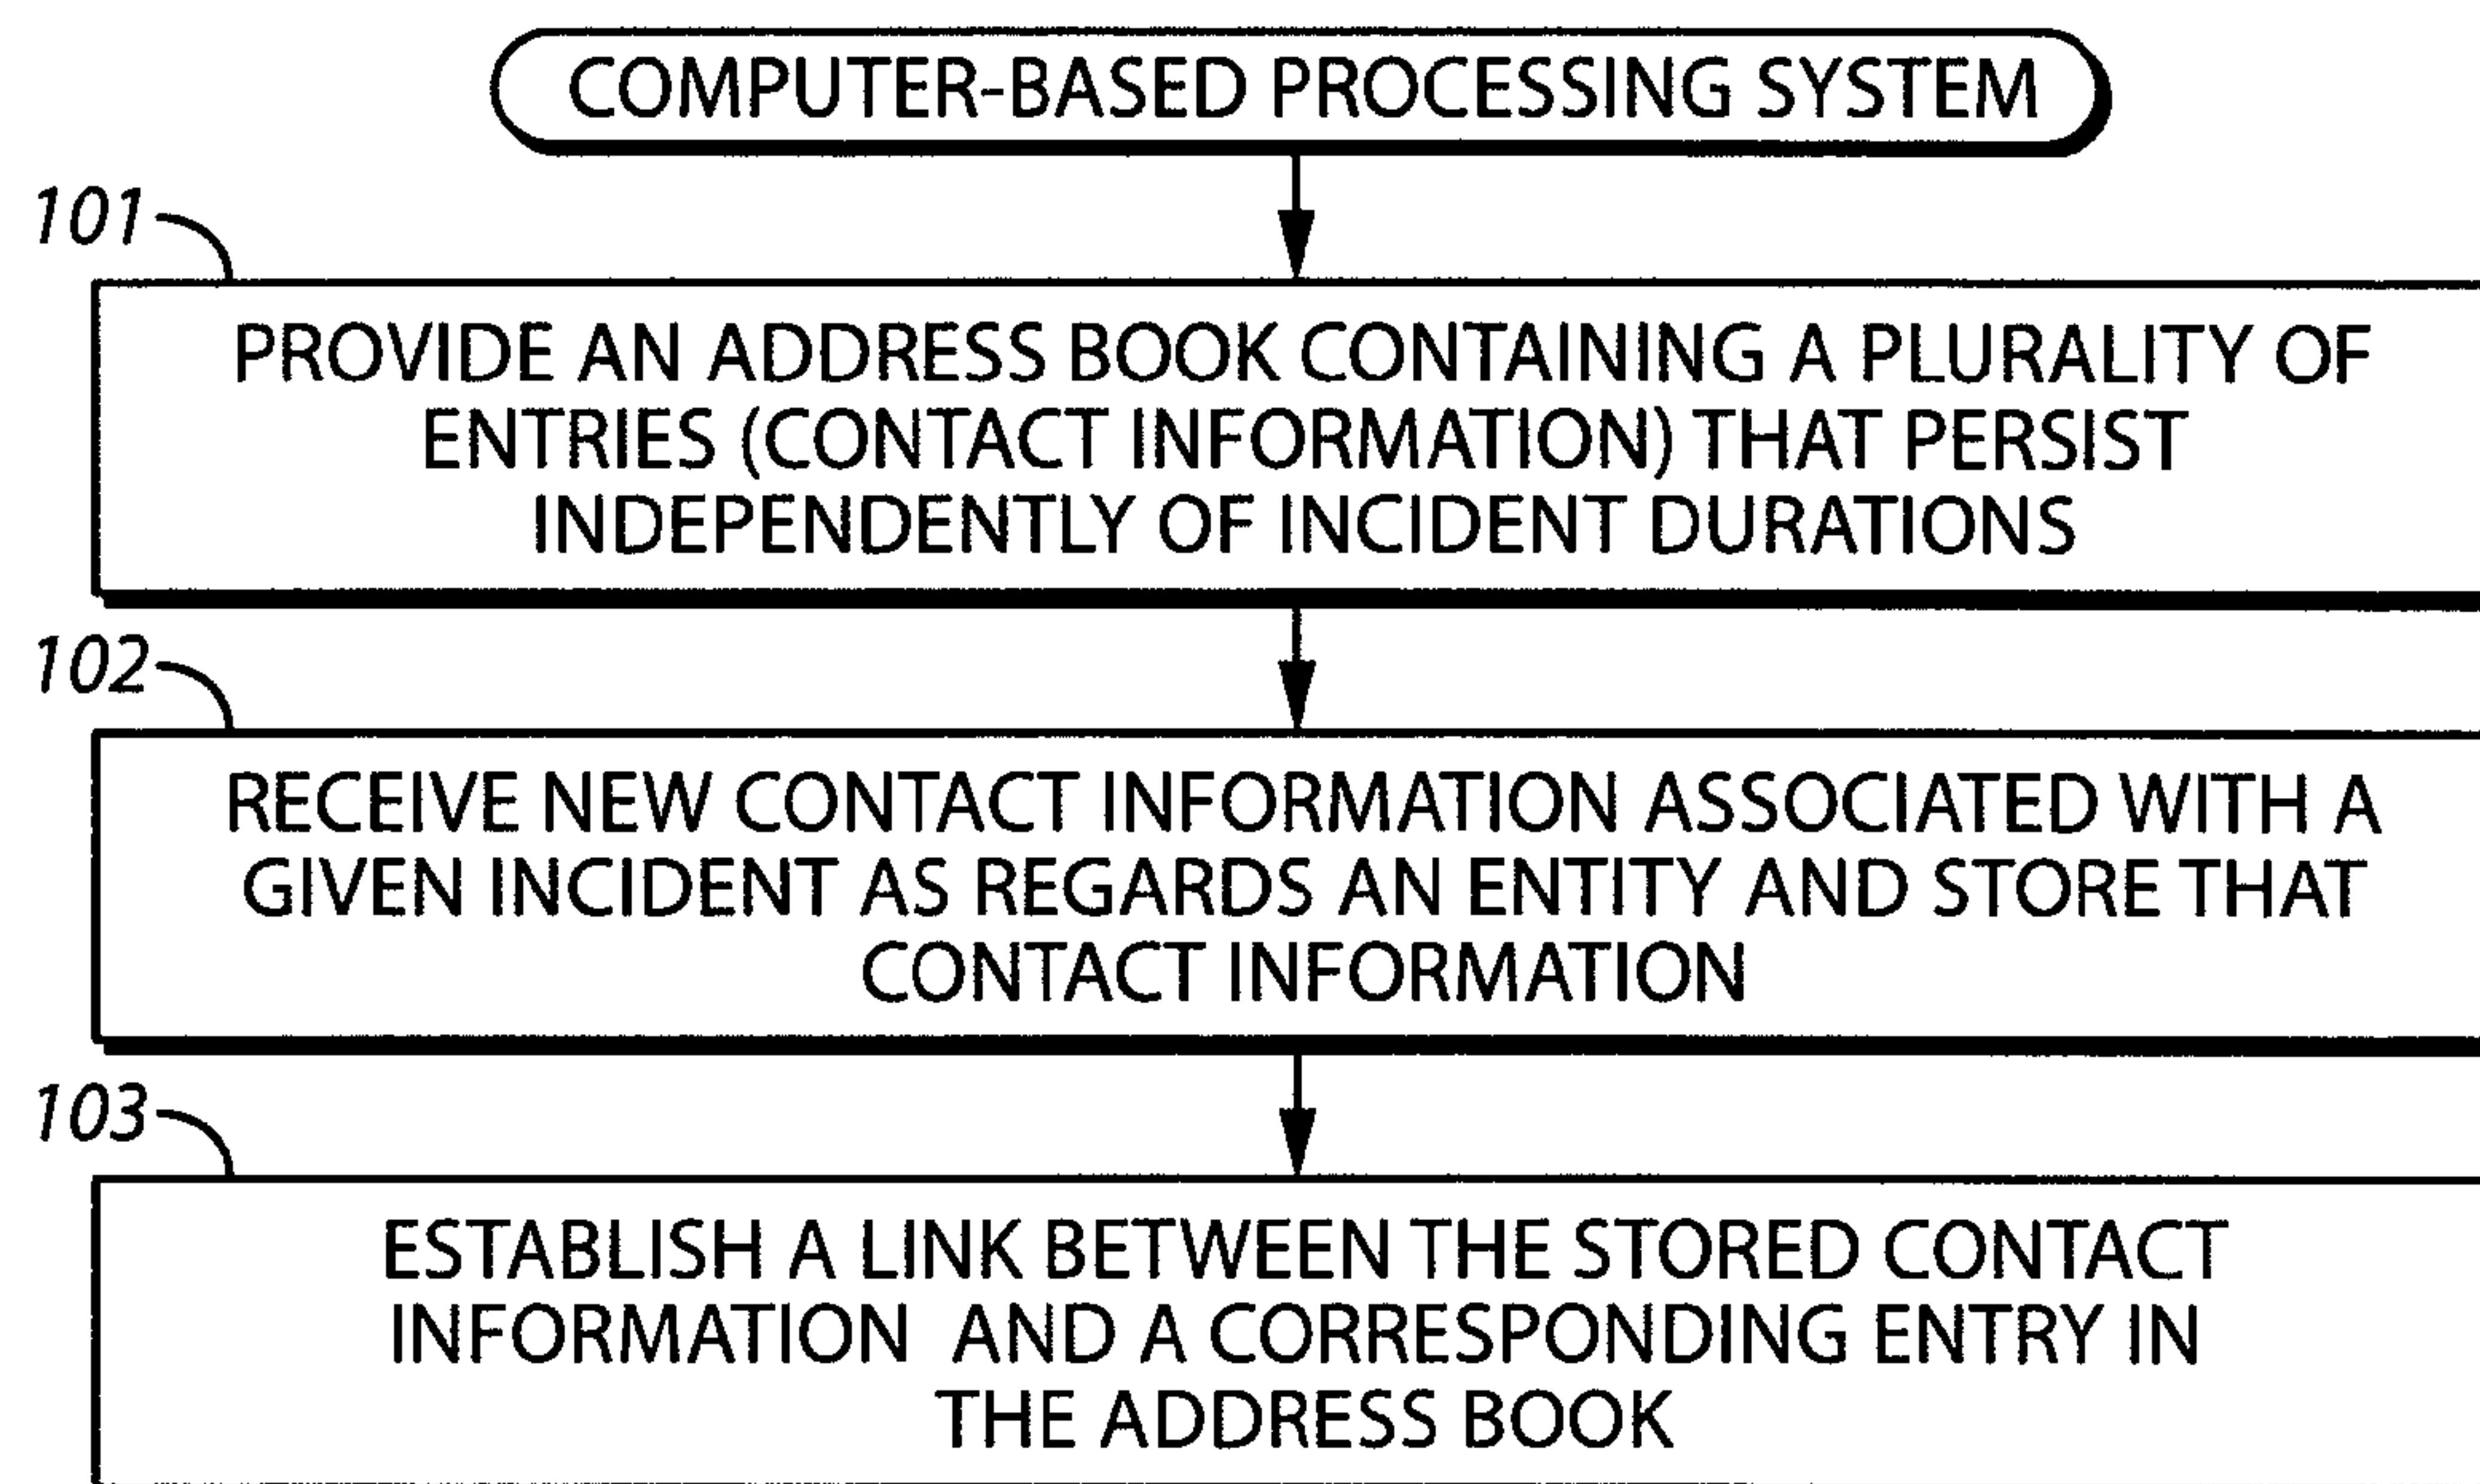 COMPUTER-BASED PROCESSING SYSTEM
101
PROVIDE AN ADDRESS BOOK CONTAINING A PLURALITY OF
ENTRIES (CONTACT INFORMATION) THAT PERSIST
INDEPENDENTLY OF INCIDENT DURATIONS
102
RECEIVE NEW CONTACT INFORMATION ASSOCIATED WITH A
GIVEN INCIDENT AS REGARDS AN ENTITY AND STORE THAT
CONTACT INFORMATION
103
ESTABLISH A LINK BETWEEN THE STORED CONTACT
INFORMATION AND A CORRESPONDING ENTRY IN
THE ADDRESS BOOK